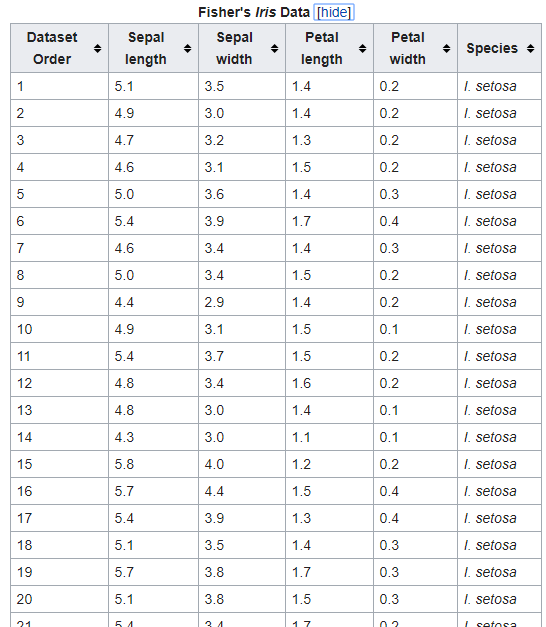 Fisher's Iris Data [hide]
Dataset Order Sepal length Sepal width Petal length Petal width Species
1 5.1 3.5 1.4 0.2 I. setosa
2 4.9 3.0 1.4 0.2 I. setosa
3 4.7 3.2 1.3 0.2 I. setosa
4 4.6 3.1 1.5 0.2 I. setosa
5 5.0 3.6 1.4 0.3 I. setosa
6 5.4 3.9 1.7 0.4 I. setosa
7 4.6 3.4 1.4 0.3 I. setosa
8 5.0 3.4 1.5 0.2 I. setosa
9 4.4 2.9 1.4 0.2 I. setosa
10 4.9 3.1 1.5 0.1 I. setosa
11 5.4 3.7 1.5 0.2 I. setosa
12 4.8 3.4 1.6 0.2 I. setosa
13 4.8 3.0 1.4 0.1 I. setosa
14 4.3 3.0 1.1 0.1 I. setosa
15 5.8 4.0 1.2 0.2 I. setosa
16 5.7 4.4 1.5 0.4 I. setosa
17 5.4 3.9 1.3 0.4 I. setosa
18 5.1 3.5 1.4 0.3 I. setosa
19 5.7 3.8 1.7 0.3 I. setosa
20 5.1 3.8 1.5 0.3 I. setosa
21 5.4 3.4 1.7 0.2 I. setosa